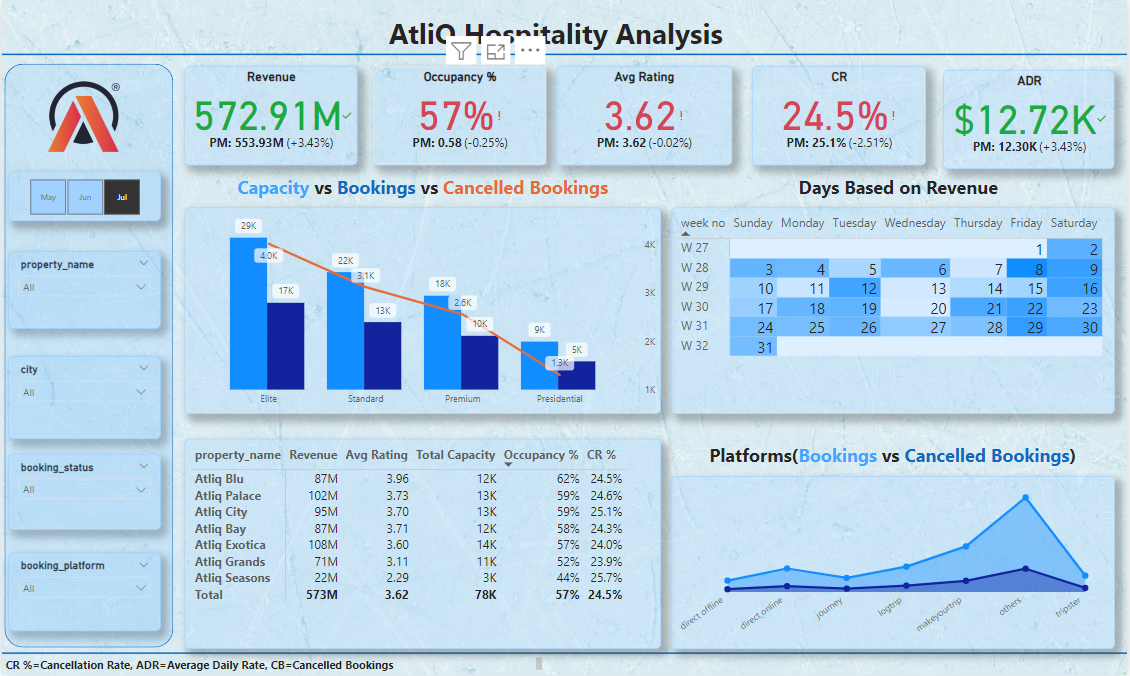 AtliQ Hospitality Analysis
®
May Jun Jul
property_name
All
city
All
booking_status
All
booking_platform
All
Revenue
572.91M
PM: 553.93M (+3.43%)
Occupancy %
57%!
PM: 0.58 (-0.25%)
Avg Rating
3.62!
PM: 3.62 (-0.02%)
CR
24.5%!
PM: 25.1% (-2.51%)
ADR
$12.72K
PM: 12.30K (+3.43%)
Capacity vs Bookings vs Cancelled Bookings
29K
4.0K
17K
22K
3.1K
13K
18K
2.6K
10K
9K
1.3K
5K
4K
3K
2K
1K
Elite Standard Premium Presidential
Days Based on Revenue
week no Sunday Monday Tuesday Wednesday Thursday Friday Saturday
W 27 1 2
W 28 3 4 5 6 7 8 9
W 29 10 11 12 13 14 15 16
W 30 17 18 19 20 21 22 23
W 31 24 25 26 27 28 29 30
W 32 31
property_name Revenue Avg Rating Total Capacity Occupancy % CR %
Atliq Blu 87M 3.96 12K 62% 24.5%
Atliq Palace 102M 3.73 13K 59% 24.6%
Atliq City 95M 3.70 13K 59% 25.1%
Atliq Bay 87M 3.71 12K 58% 24.3%
Atliq Exotica 108M 3.60 14K 57% 24.0%
Atliq Grands 71M 3.11 11K 52% 23.9%
Atliq Seasons 22M 2.29 3K 44% 25.7%
Total 573M 3.62 78K 57% 24.5%
Platforms(Bookings vs Cancelled Bookings)
direct offline
direct online
journey
logtrip
makeyourtrip
others
tripster
CR %=Cancellation Rate, ADR=Average Daily Rate, CB=Cancelled Bookings